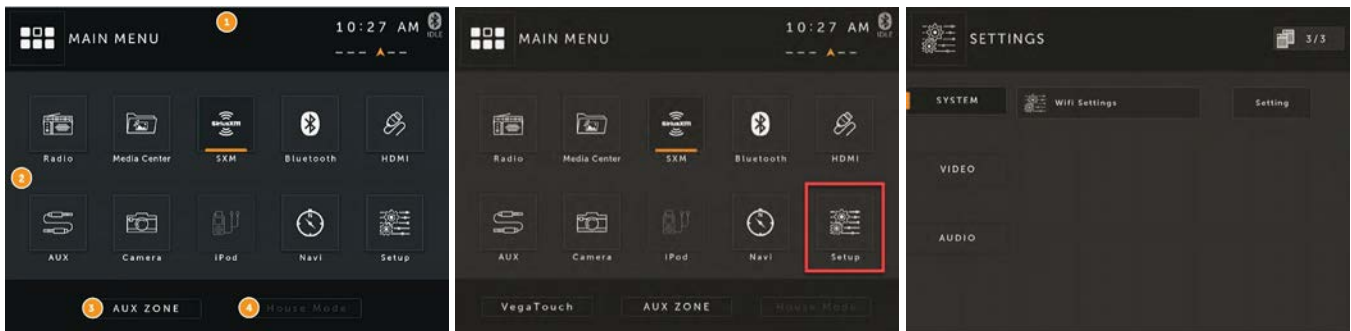 1
MAIN MENU
10:27 AM
IDLE
SiriusXM
Radio
Media Center
SXM
Bluetooth
HDMI
2
N
AUX
Camera
iPod
Navi
Setup
3 AUX ZONE
4 House Mode
MAIN MENU
10:27 AM
IDLE
SiriusXM
Radio
Media Center
SXM
Bluetooth
HDMI
N
AUX
Camera
iPod
Navi
Setup
VegaTouch
AUX ZONE
House Mode
SETTINGS
3/3
SYSTEM
Wifi Settings
Setting
VIDEO
AUDIO